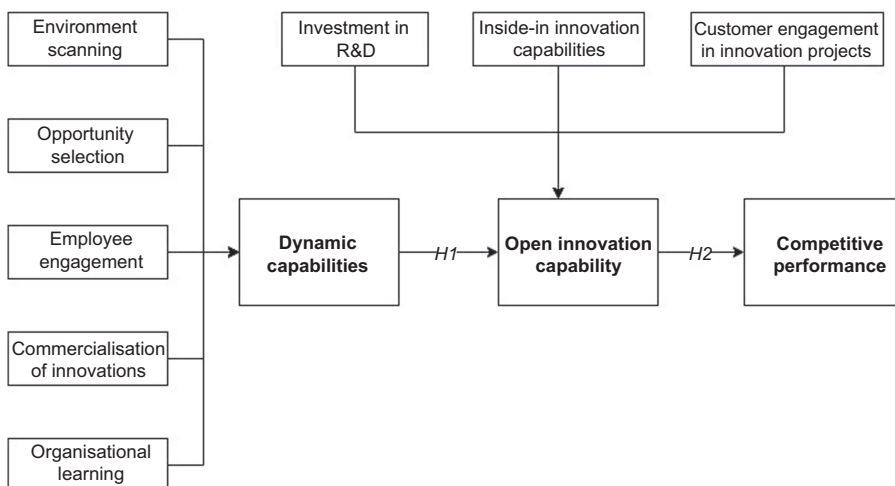 Environment
scanning
Investment in
R&D
Inside-in innovation
capabilities
Customer engagement
in innovation projects
Opportunity
selection
Employee
engagement
Dynamic
capabilities
H1
Open innovation
capability
H2
Competitive
performance
Commercialisation
of innovations
Organisational
learning